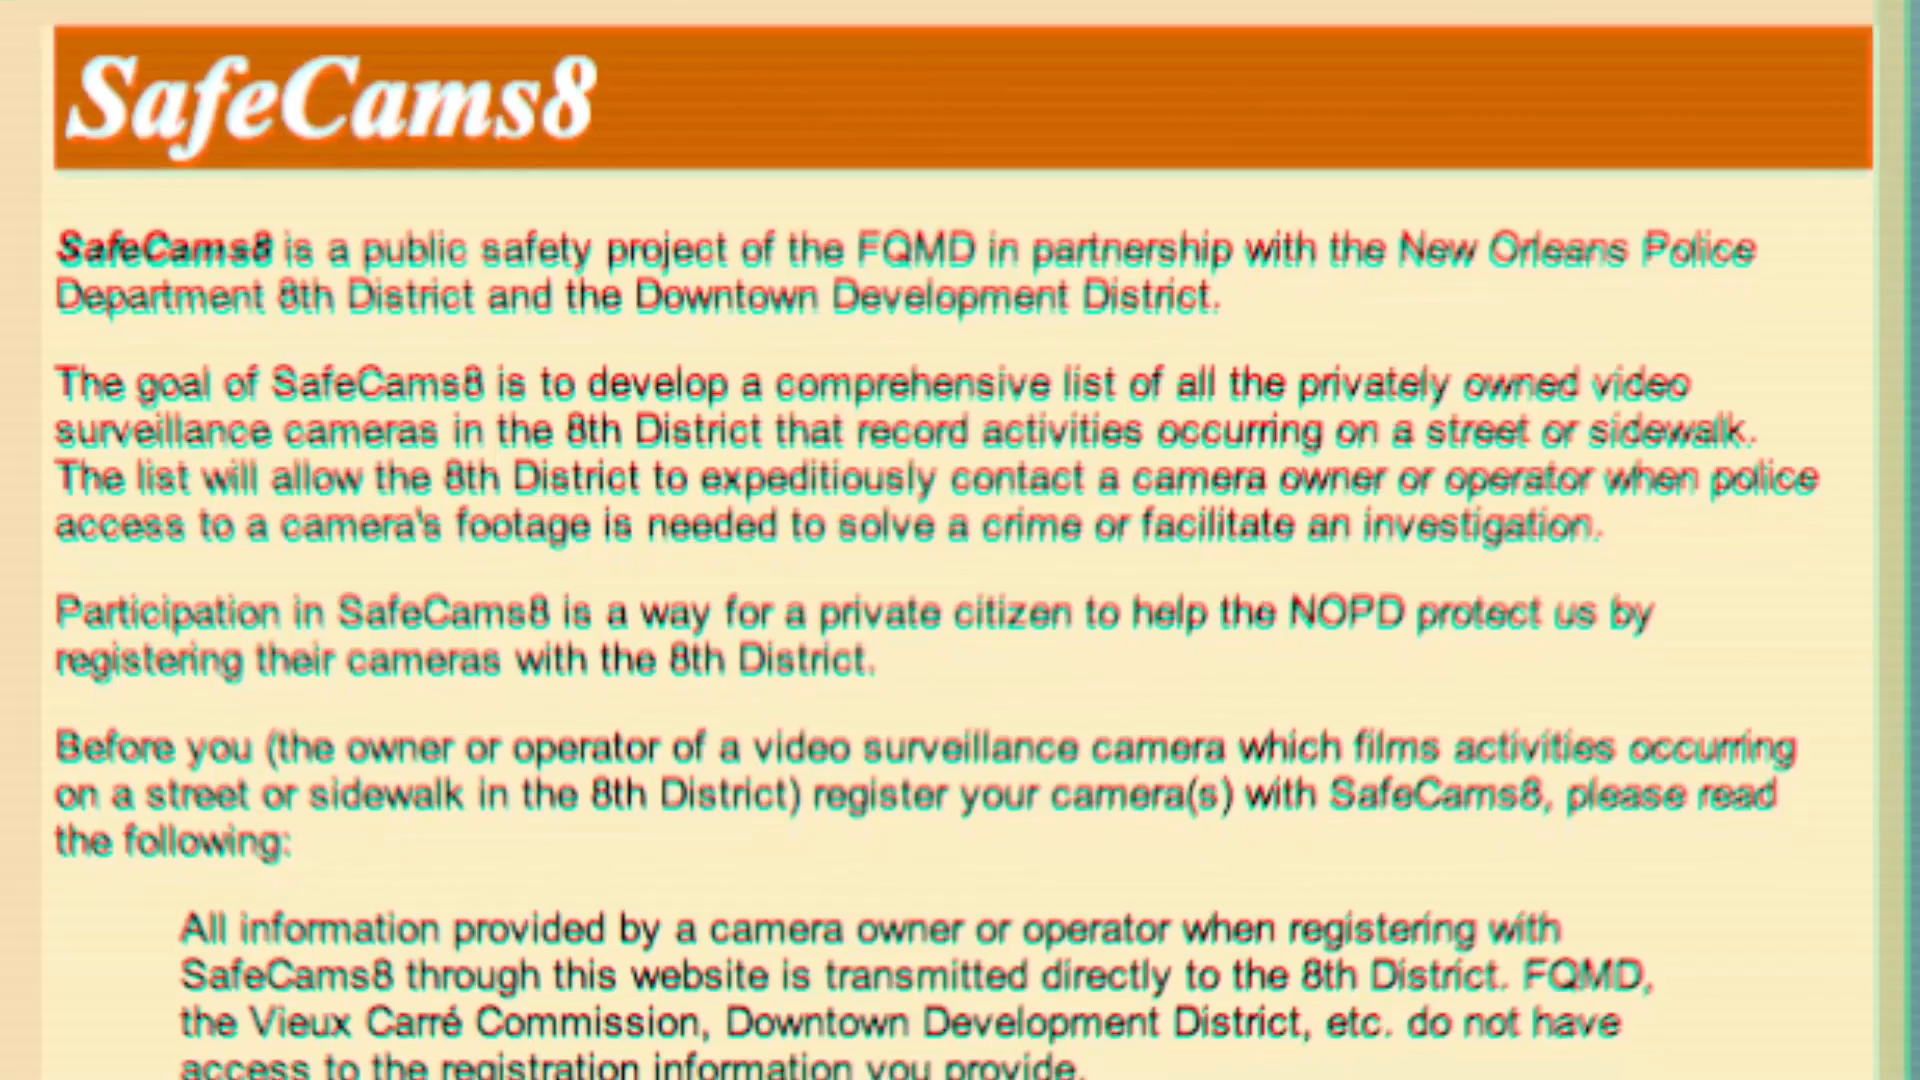 SafeCams8
SafeCams8 is a public safety project of the FQMD in partnership with the New Orleans Police
Department 8th District and the Downtown Development District.
The goal of SafeCams8 is to develop a comprehensive list of all the privately owned video
surveillance cameras in the 8th District that record activities occurring on a street or sidewalk.
The list will allow the 8th District to expeditiously contact a camera owner or operator when police
access to a camera's footage is needed to solve a crime or facilitate an investigation.
Participation in SafeCams8 is a way for a private citizen to help the NOPD protect us by
registering their cameras with the 8th District.
Before you (the owner or operator of a video surveillance camera which films activities occurring
on a street or sidewalk in the 8th District) register your camera(s) with SafeCams8, please read
the following:
All information provided by a camera owner or operator when registering with
SafeCams8 through this website is transmitted directly to the 8th District. FQMD,
the Vieux Carré Commission, Downtown Development District, etc. do not have
access to the registration information you provide.